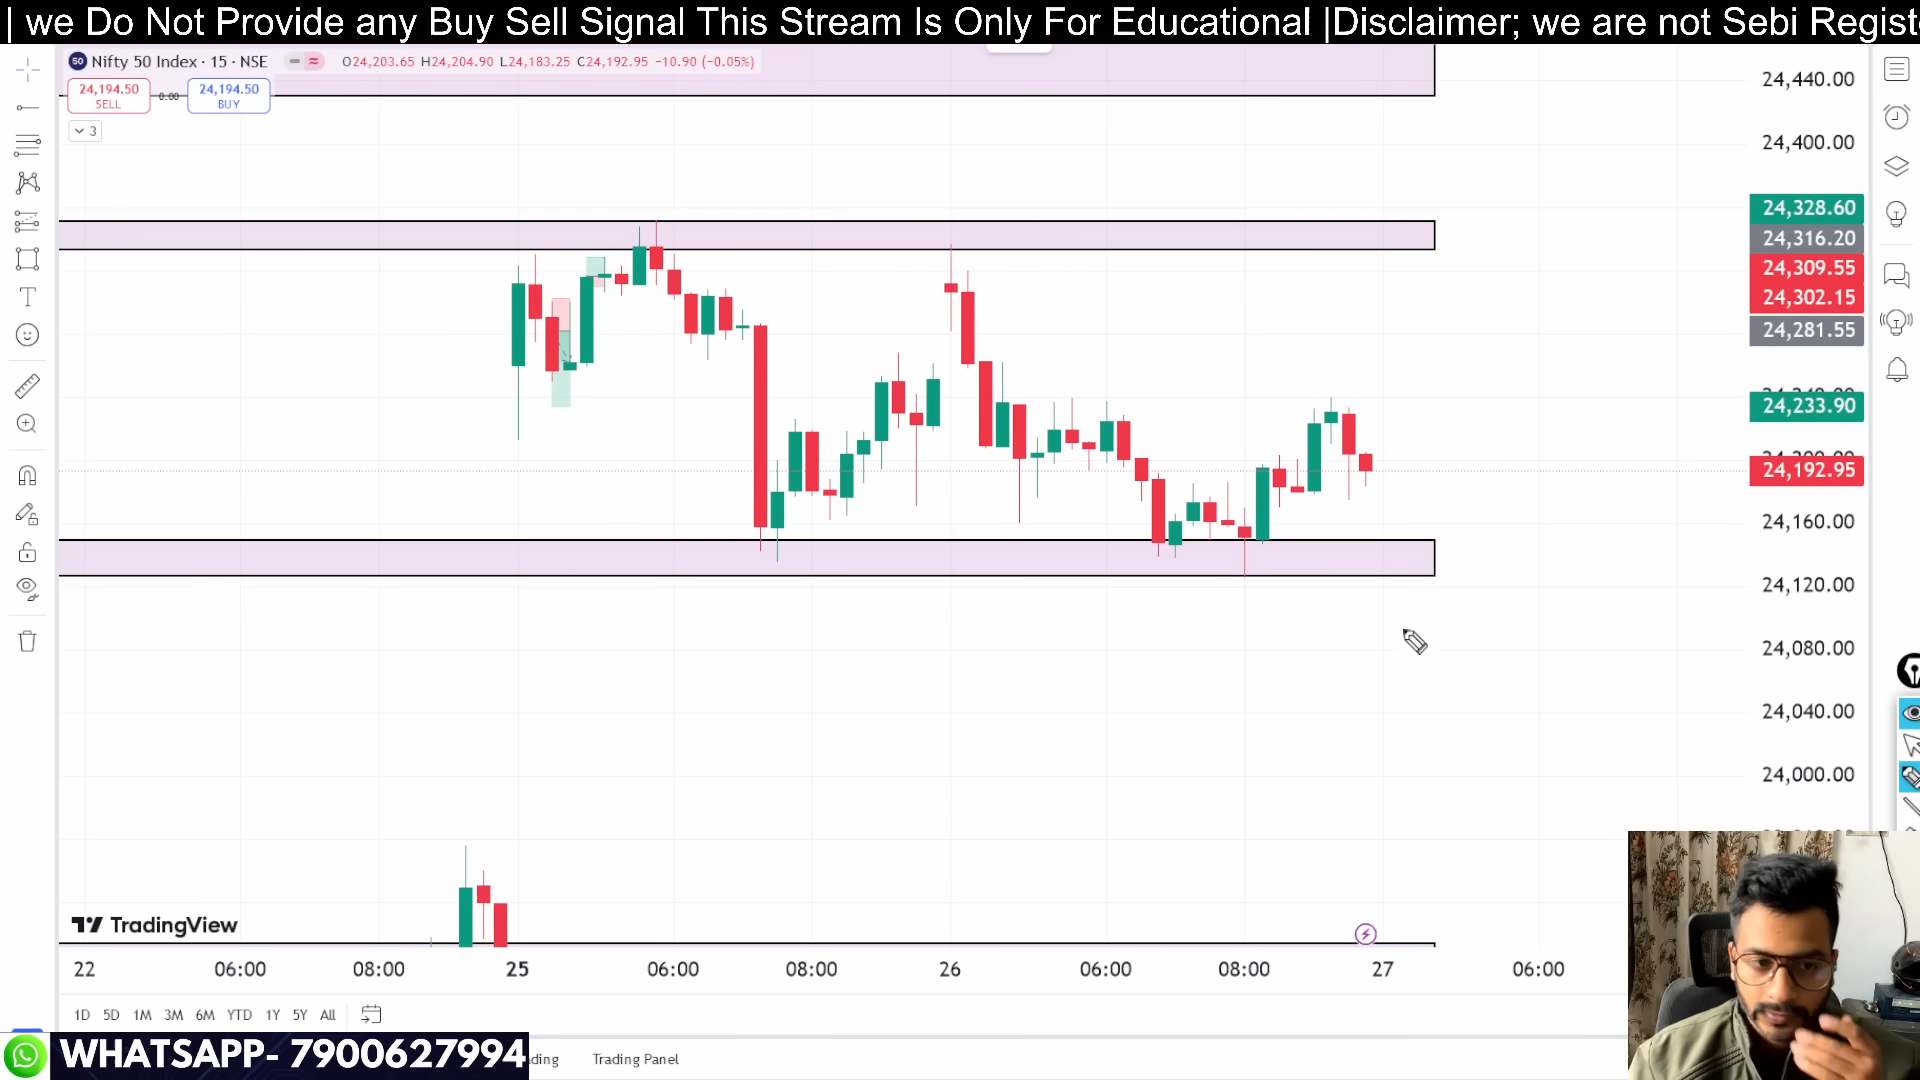 | we Do Not Provide any Buy Sell Signal This Stream Is Only For Educational |Disclaimer; we are not Sebi Regist
50 Nifty 50 Index · 15 · NSE O24,203.65 H24,204.90 L24,183.25 C24,192.95 −10.90 (−0.05%)
24,194.50 SELL 0.00 24,194.50 BUY
3
24,440.00
24,400.00
24,328.60
24,316.20
24,309.55
24,302.15
24,281.55
24,233.90
24,192.95
24,160.00
24,120.00
24,080.00
24,040.00
24,000.00
TradingView
22 06:00 08:00 25 06:00 08:00 26 06:00 08:00 27 06:00
1D 5D 1M 3M 6M YTD 1Y 5Y All
WHATSAPP- 7900627994 ding Trading Panel